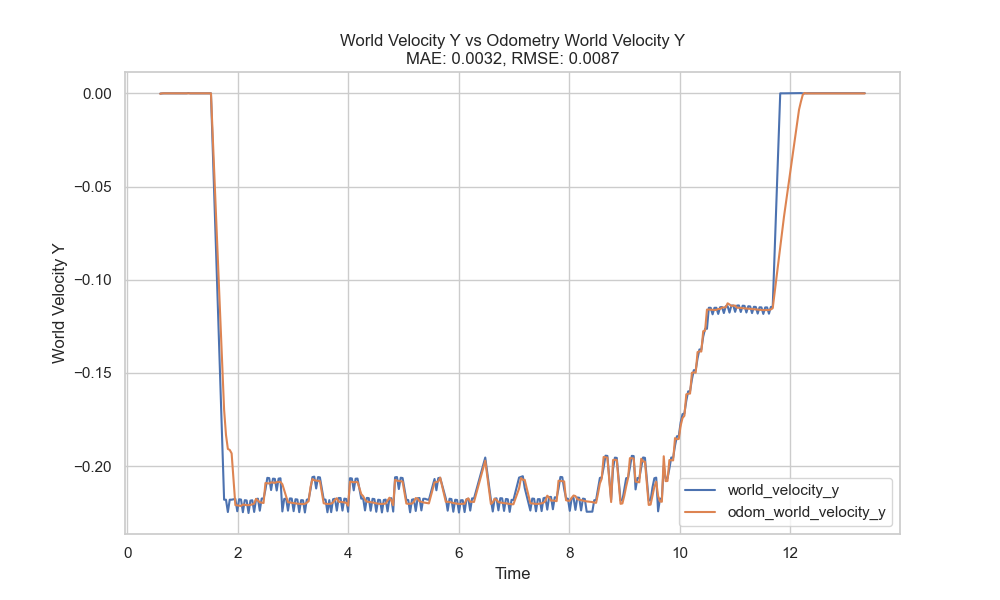 World Velocity Y vs Odometry World Velocity Y
MAE: 0.0032, RMSE: 0.0087
World Velocity Y
0.00
−0.05
−0.10
−0.15
−0.20
world_velocity_y
odom_world_velocity_y
0 2 4 6 8 10 12
Time